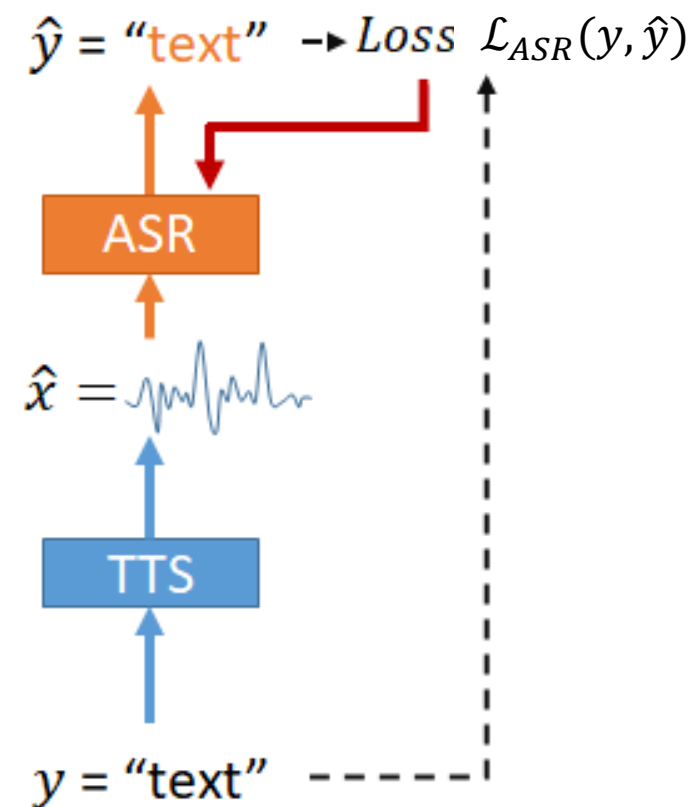 ŷ = “text” Loss ℒ_ASR(y, ŷ)
ASR
x̂ =
TTS
y = “text”